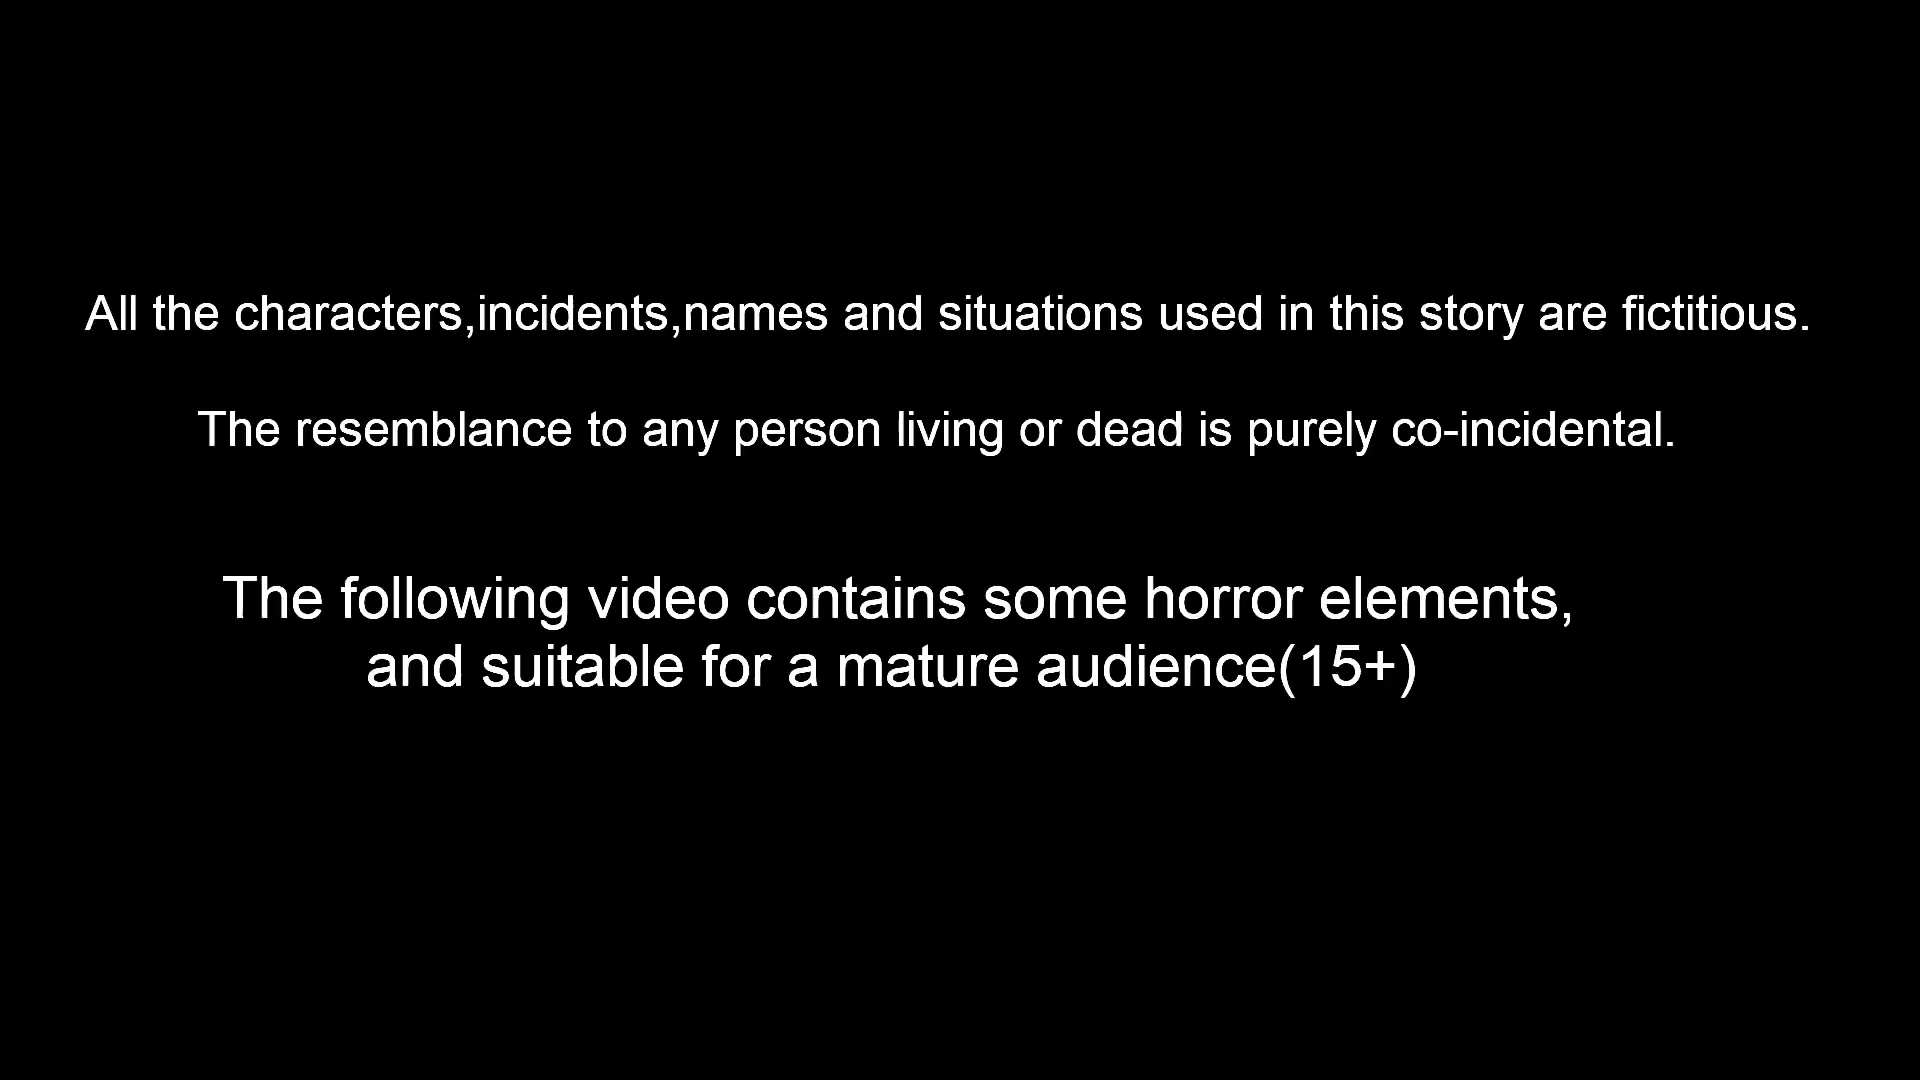 All the characters,incidents,names and situations used in this story are fictitious.
The resemblance to any person living or dead is purely co-incidental.
The following video contains some horror elements,
and suitable for a mature audience(15+)